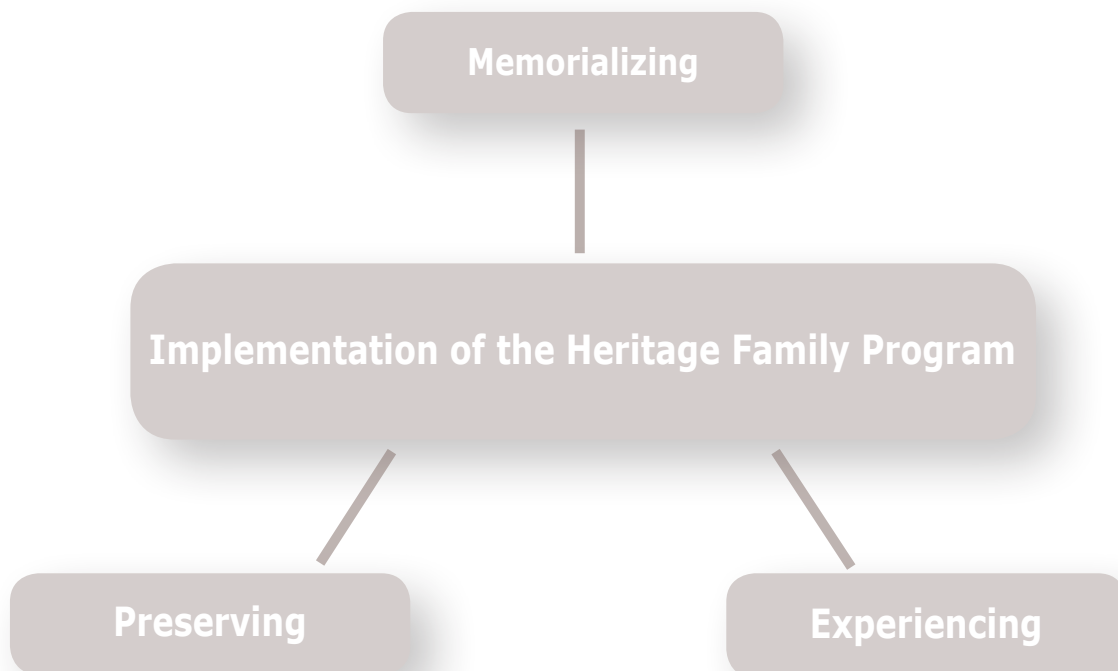 Memorializing
Implementation of the Heritage Family Program
Preserving
Experiencing